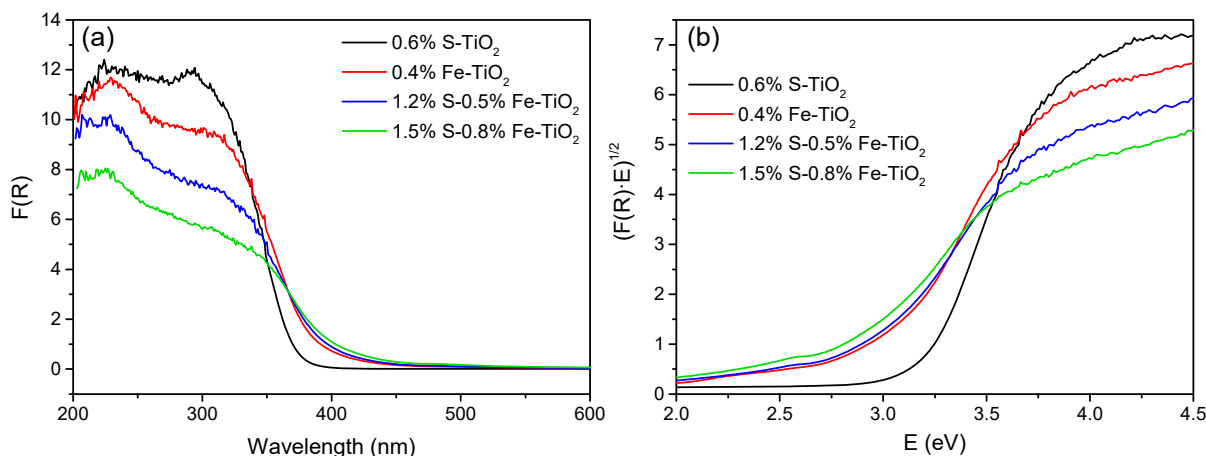 (a)
0.6% S-TiO₂
0.4% Fe-TiO₂
1.2% S-0.5% Fe-TiO₂
1.5% S-0.8% Fe-TiO₂
F(R)
14
12
10
8
6
4
2
0
200 300 400 500 600
Wavelength (nm)
(b)
0.6% S-TiO₂
0.4% Fe-TiO₂
1.2% S-0.5% Fe-TiO₂
1.5% S-0.8% Fe-TiO₂
(F(R)·E)^1/2
7
6
5
4
3
2
1
0
2.0 2.5 3.0 3.5 4.0 4.5
E (eV)